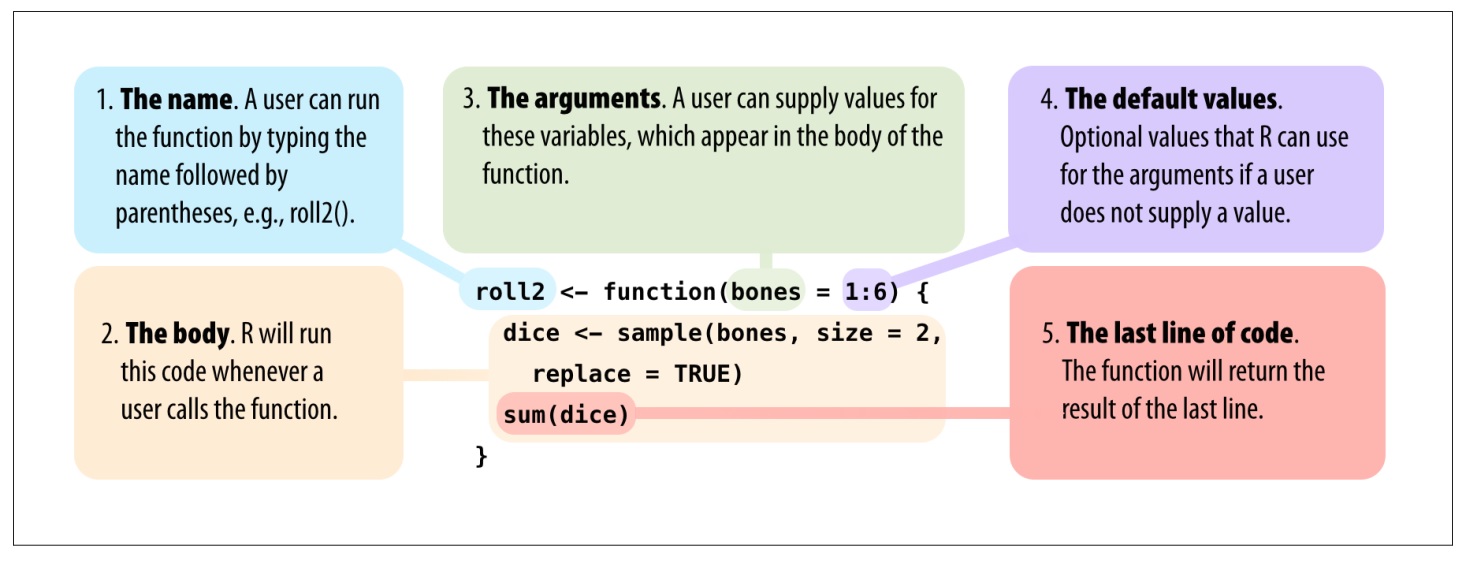 1. The name. A user can run
the function by typing the
name followed by
parentheses, e.g., roll2().
2. The body. R will run
this code whenever a
user calls the function.
3. The arguments. A user can supply values for
these variables, which appear in the body of the
function.
4. The default values.
Optional values that R can use
for the arguments if a user
does not supply a value.
5. The last line of code.
The function will return the
result of the last line.
roll2 <– function(bones = 1:6) {
dice <– sample(bones, size = 2,
replace = TRUE)
sum(dice)
}